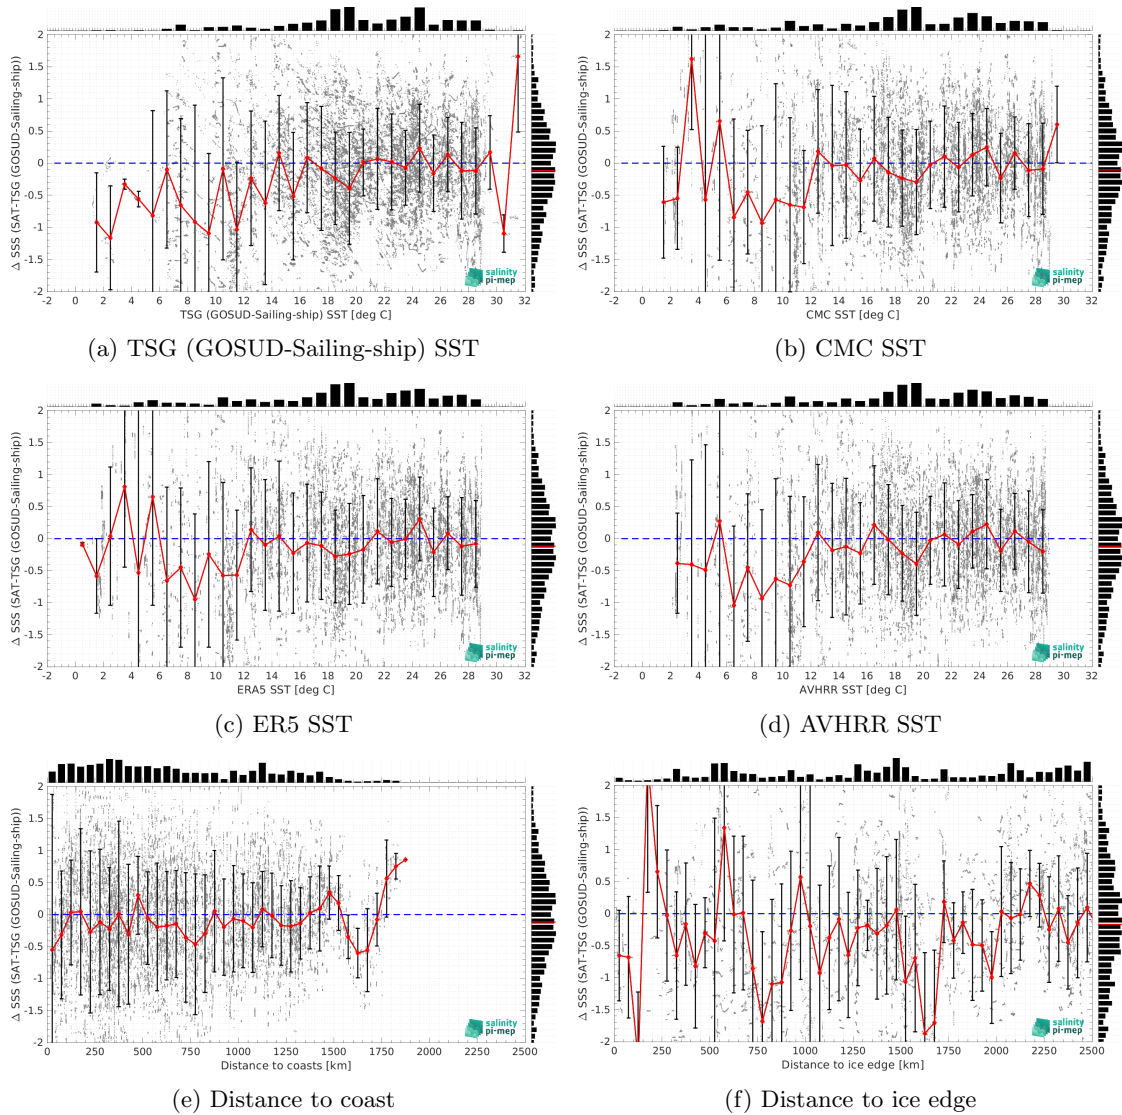 2
1.5
1
0.5
0
-0.5
-1
-1.5
-2
Δ SSS (SAT-TSG (GOSUD-Sailing-ship))
-2 0 2 4 6 8 10 12 14 16 18 20 22 24 26 28 30 32
TSG (GOSUD-Sailing-ship) SST [deg C]
salinity
pi-mep
(a) TSG (GOSUD-Sailing-ship) SST
2
1.5
1
0.5
0
-0.5
-1
-1.5
-2
Δ SSS (SAT-TSG (GOSUD-Sailing-ship))
-2 0 2 4 6 8 10 12 14 16 18 20 22 24 26 28 30 32
CMC SST [deg C]
salinity
pi-mep
(b) CMC SST
2
1.5
1
0.5
0
-0.5
-1
-1.5
-2
Δ SSS (SAT-TSG (GOSUD-Sailing-ship))
-2 0 2 4 6 8 10 12 14 16 18 20 22 24 26 28 30 32
ERA5 SST [deg C]
salinity
pi-mep
(c) ER5 SST
2
1.5
1
0.5
0
-0.5
-1
-1.5
-2
Δ SSS (SAT-TSG (GOSUD-Sailing-ship))
-2 0 2 4 6 8 10 12 14 16 18 20 22 24 26 28 30 32
AVHRR SST [deg C]
salinity
pi-mep
(d) AVHRR SST
2
1.5
1
0.5
0
-0.5
-1
-1.5
-2
Δ SSS (SAT-TSG (GOSUD-Sailing-ship))
0 250 500 750 1000 1250 1500 1750 2000 2250 2500
Distance to coasts [km]
salinity
pi-mep
(e) Distance to coast
2
1.5
1
0.5
0
-0.5
-1
-1.5
-2
Δ SSS (SAT-TSG (GOSUD-Sailing-ship))
0 250 500 750 1000 1250 1500 1750 2000 2250 2500
Distance to ice edge [km]
salinity
pi-mep
(f) Distance to ice edge